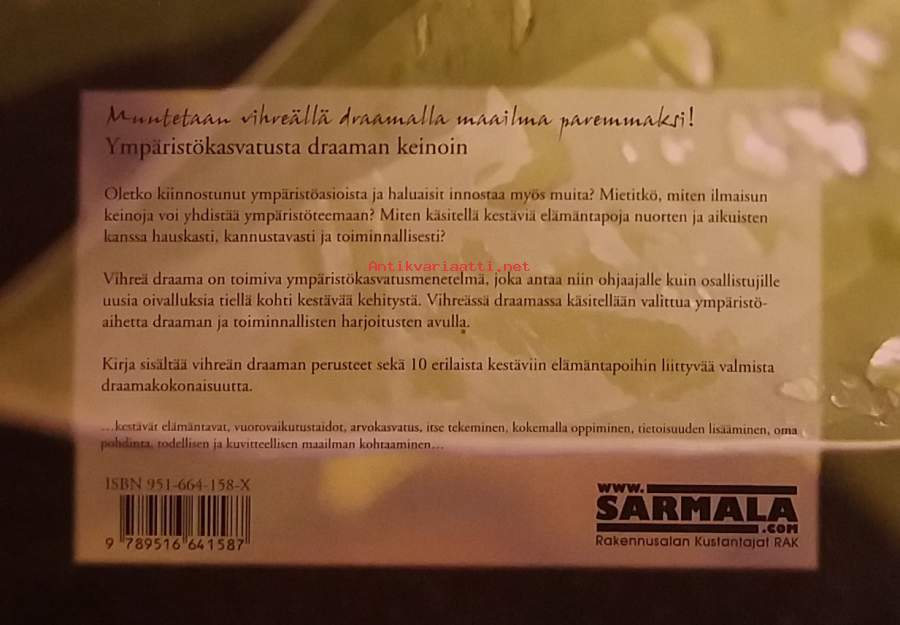 Muutetaan vihreällä draamalla maailma paremmaksi!
Ympäristökasvatusta draaman keinoin
Oletko kiinnostunut ympäristöasioista ja haluaisit innostaa myös muita? Mietitkö, miten ilmaisun
keinoja voi yhdistää ympäristöteemaan? Miten käsitellä kestäviä elämäntapoja nuorten ja aikuisten
kanssa hauskasti, kannustavasti ja toiminnallisesti?
Antikvariaatti.net
Vihreä draama on toimiva ympäristökasvatusmenetelmä, joka antaa niin ohjaajalle kuin osallistujille
uusia oivalluksia tiellä kohti kestävää kehitystä. Vihreässä draamassa käsitellään valittua ympäristö-
aihetta draaman ja toiminnallisten harjoitusten avulla.
Kirja sisältää vihreän draaman perusteet sekä 10 erilaista kestäviin elämäntapoihin liittyvää valmista
draamakokonaisuutta.
...kestävät elämäntavat, vuorovaikutustaidot, arvokasvatus, itse tekeminen, kokemalla oppiminen, tietoisuuden lisääminen, oma
pohdinta, todellisen ja kuvitteellisen maailman kohtaaminen...
ISBN 951-664-158-X
9 789516 641587
www.
SARMALA
.COM
Rakennusalan Kustantajat RAK